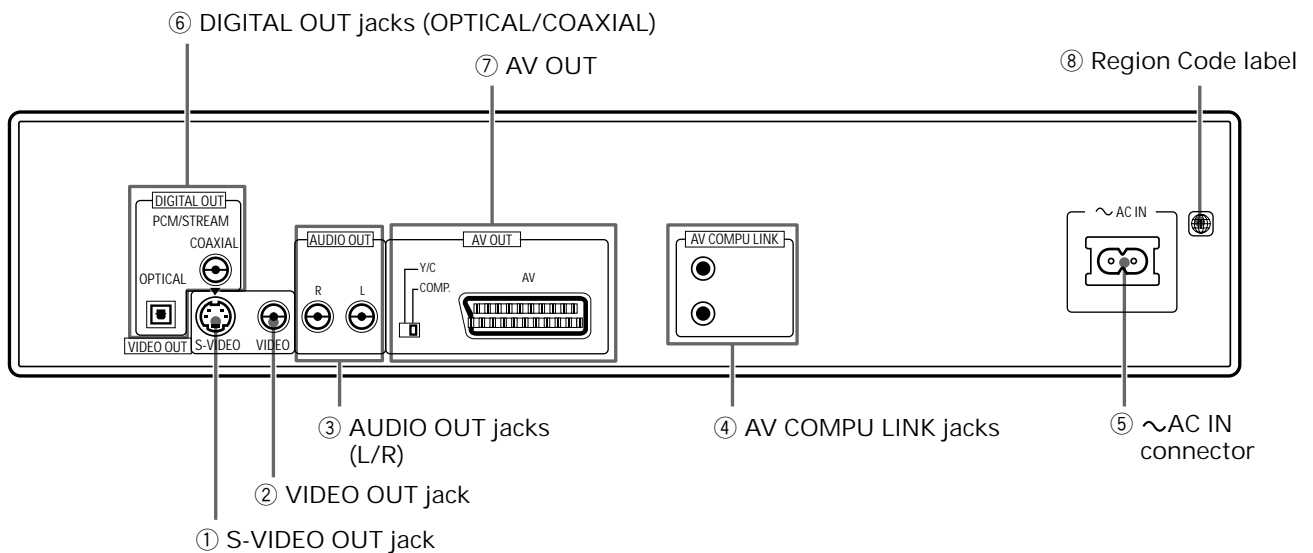 ⑥ DIGITAL OUT jacks (OPTICAL/COAXIAL)
⑦ AV OUT
⑧ Region Code label
DIGITAL OUT
PCM/STREAM
COAXIAL
OPTICAL
VIDEO OUT
S-VIDEO
VIDEO
AUDIO OUT
R
L
AV OUT
Y/C
COMP.
AV
AV COMPU LINK
~ AC IN
③ AUDIO OUT jacks
(L/R)
④ AV COMPU LINK jacks
⑤ ~AC IN
connector
② VIDEO OUT jack
① S-VIDEO OUT jack